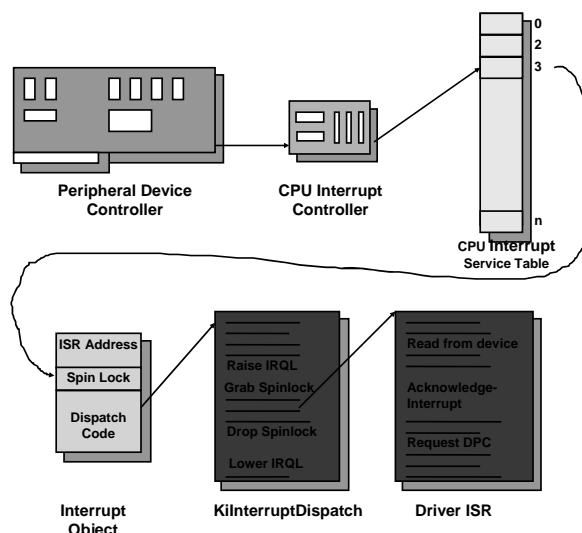 0
2
3
n
Peripheral Device
Controller
CPU Interrupt
Controller
CPU Interrupt
Service Table
ISR Address
Spin Lock
Dispatch
Code
Raise IRQL
Grab Spinlock
Drop Spinlock
Lower IRQL
Read from device
Acknowledge-
Interrupt
Request DPC
Interrupt
Object
KiInterruptDispatch
Driver ISR